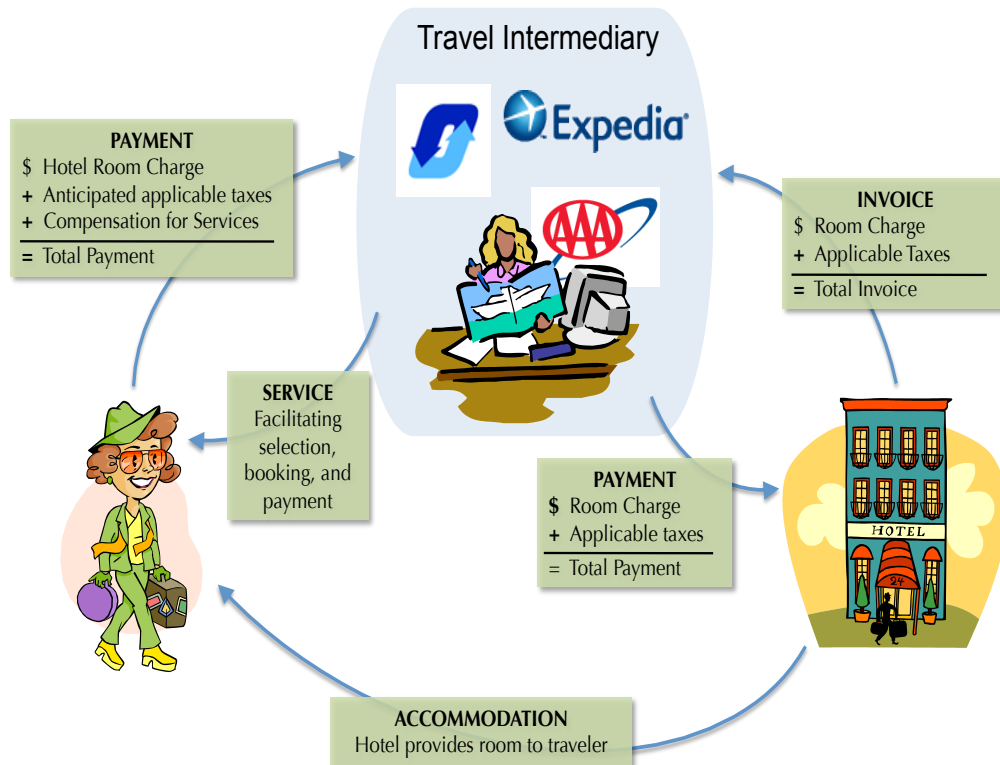 Travel Intermediary
Expedia
AAA
PAYMENT
$ Hotel Room Charge
+ Anticipated applicable taxes
+ Compensation for Services
= Total Payment
INVOICE
$ Room Charge
+ Applicable Taxes
= Total Invoice
SERVICE
Facilitating
selection,
booking, and
payment
PAYMENT
$ Room Charge
+ Applicable taxes
= Total Payment
HOTEL
24
ACCOMMODATION
Hotel provides room to traveler